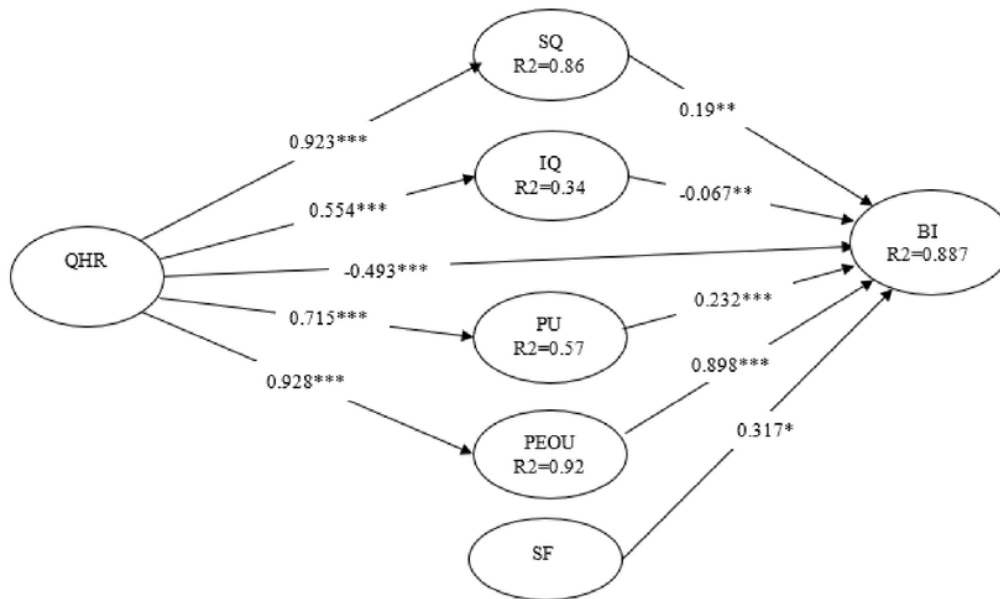 SQ
R2=0.86
0.923***
0.19**
IQ
R2=0.34
0.554***
-0.067**
QHR
BI
R2=0.887
-0.493***
0.715***
PU
R2=0.57
0.232***
0.928***
0.898***
PEOU
R2=0.92
0.317*
SF